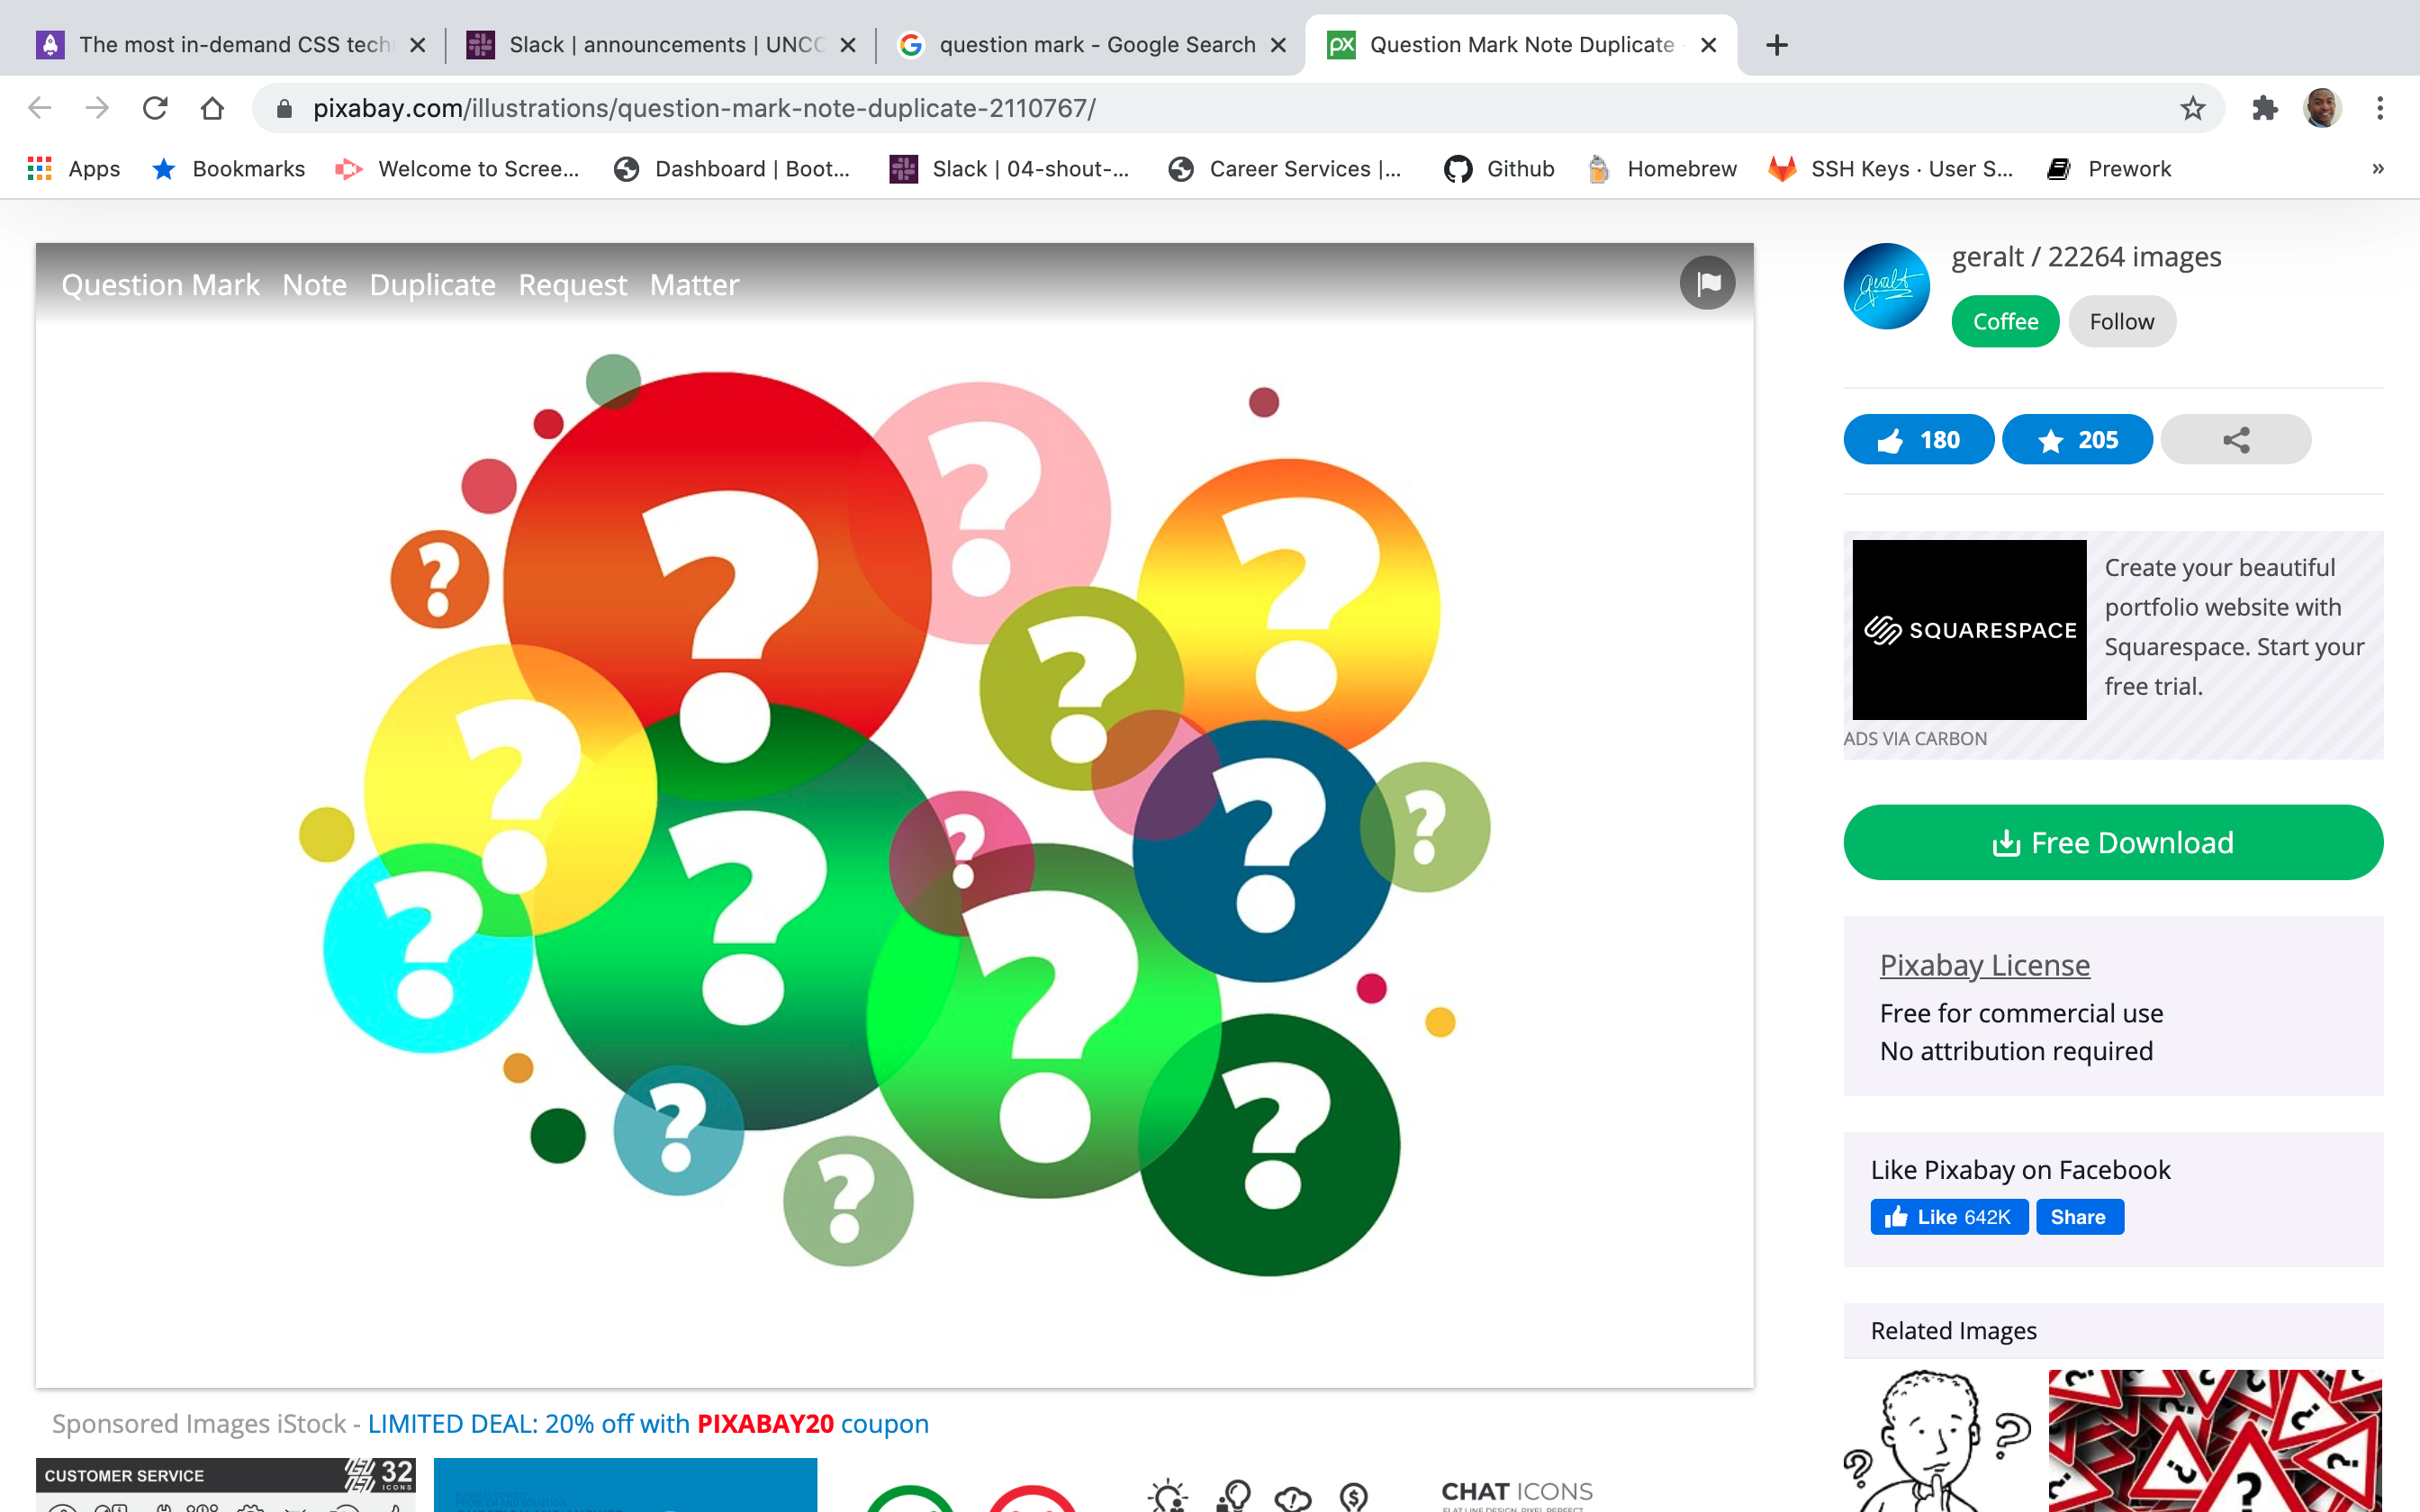 The most in-demand CSS tech
Slack | announcements | UNCC
question mark - Google Search
Question Mark Note Duplicate
pixabay.com/illustrations/question-mark-note-duplicate-2110767/
Apps
Bookmarks
Welcome to Scree...
Dashboard | Boot...
Slack | 04-shout-...
Career Services |...
Github
Homebrew
SSH Keys · User S...
Prework
»
Question Mark Note Duplicate Request Matter
? ? ? ? ? ? ? ? ? ? ? ? ? ? ?
geralt / 22264 images
geralt
Coffee
Follow
180
205
SQUARESPACE
Create your beautiful
portfolio website with
Squarespace. Start your
free trial.
ADS VIA CARBON
Free Download
Pixabay License
Free for commercial use
No attribution required
Like Pixabay on Facebook
Like 642K
Share
Related Images
Sponsored Images iStock - LIMITED DEAL: 20% off with PIXABAY20 coupon
CUSTOMER SERVICE
32
ICONS
CHAT ICONS